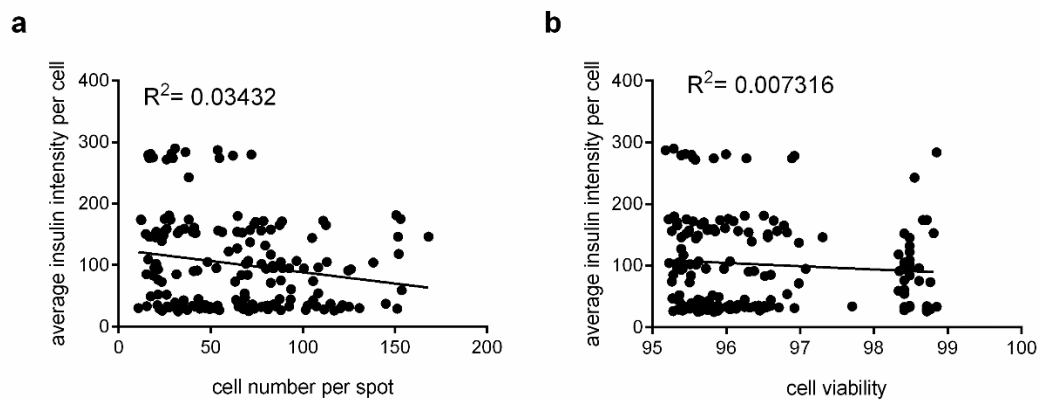 a
average insulin intensity per cell
400
300
200
100
0
R²= 0.03432
0 50 100 150 200
cell number per spot
b
average insulin intensity per cell
400
300
200
100
0
R²= 0.007316
95 96 97 98 99 100
cell viability